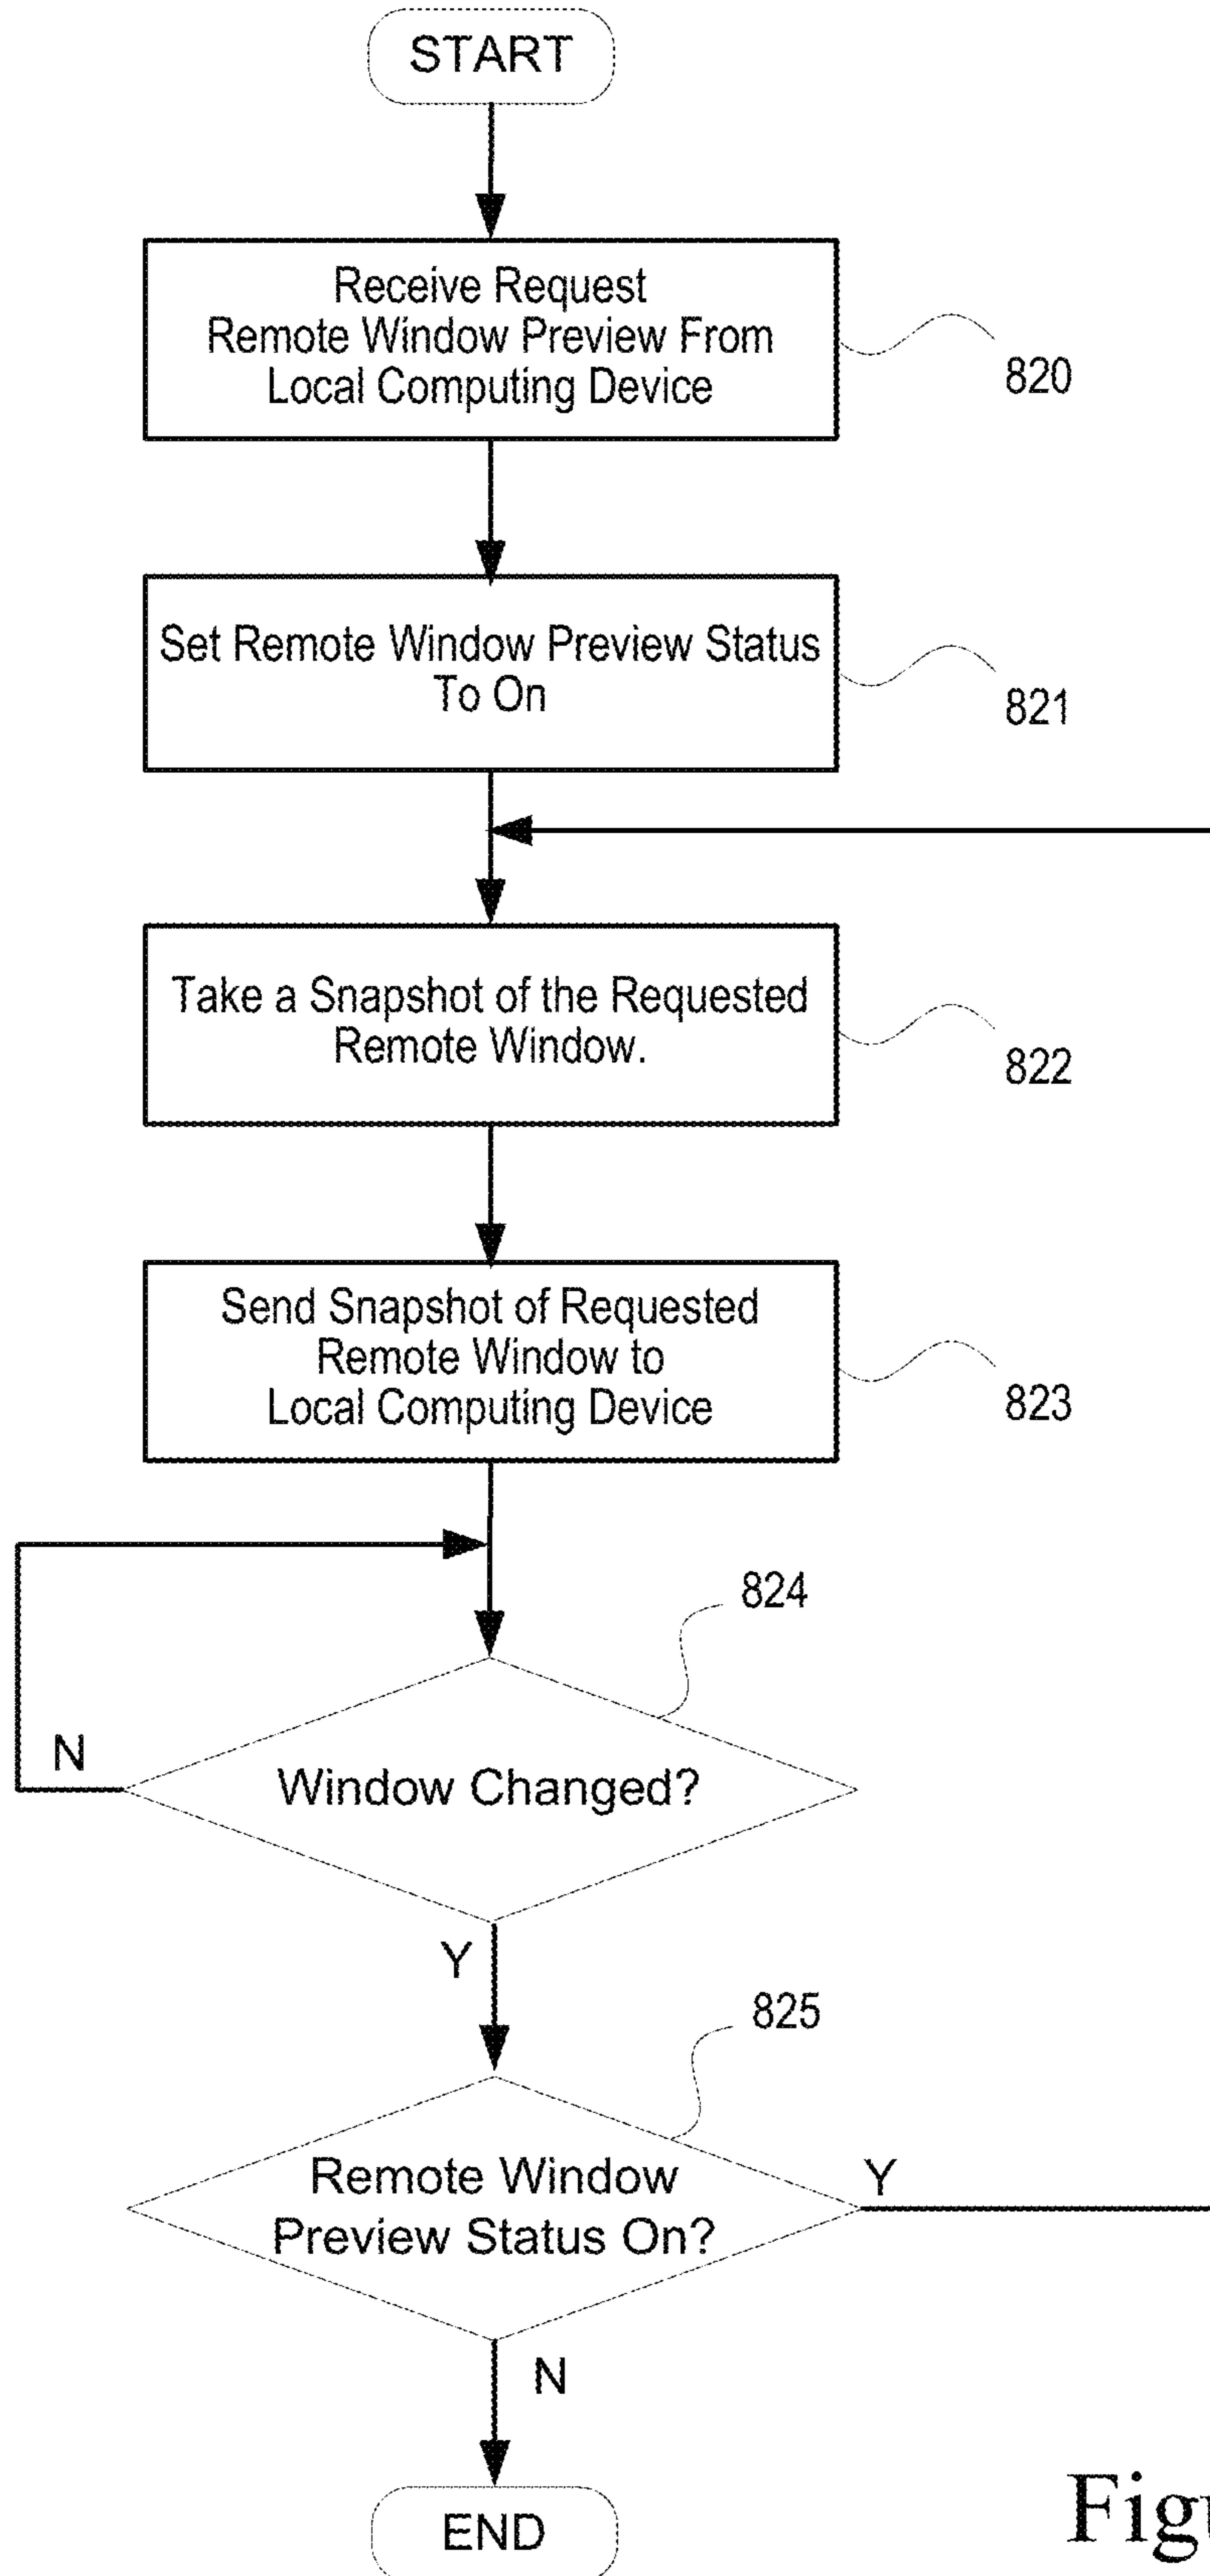 START
Receive Request
Remote Window Preview From
Local Computing Device
820
Set Remote Window Preview Status
To On
821
Take a Snapshot of the Requested
Remote Window.
822
Send Snapshot of Requested
Remote Window to
Local Computing Device
823
824
N
Window Changed?
Y
825
Remote Window
Preview Status On?
Y
N
END